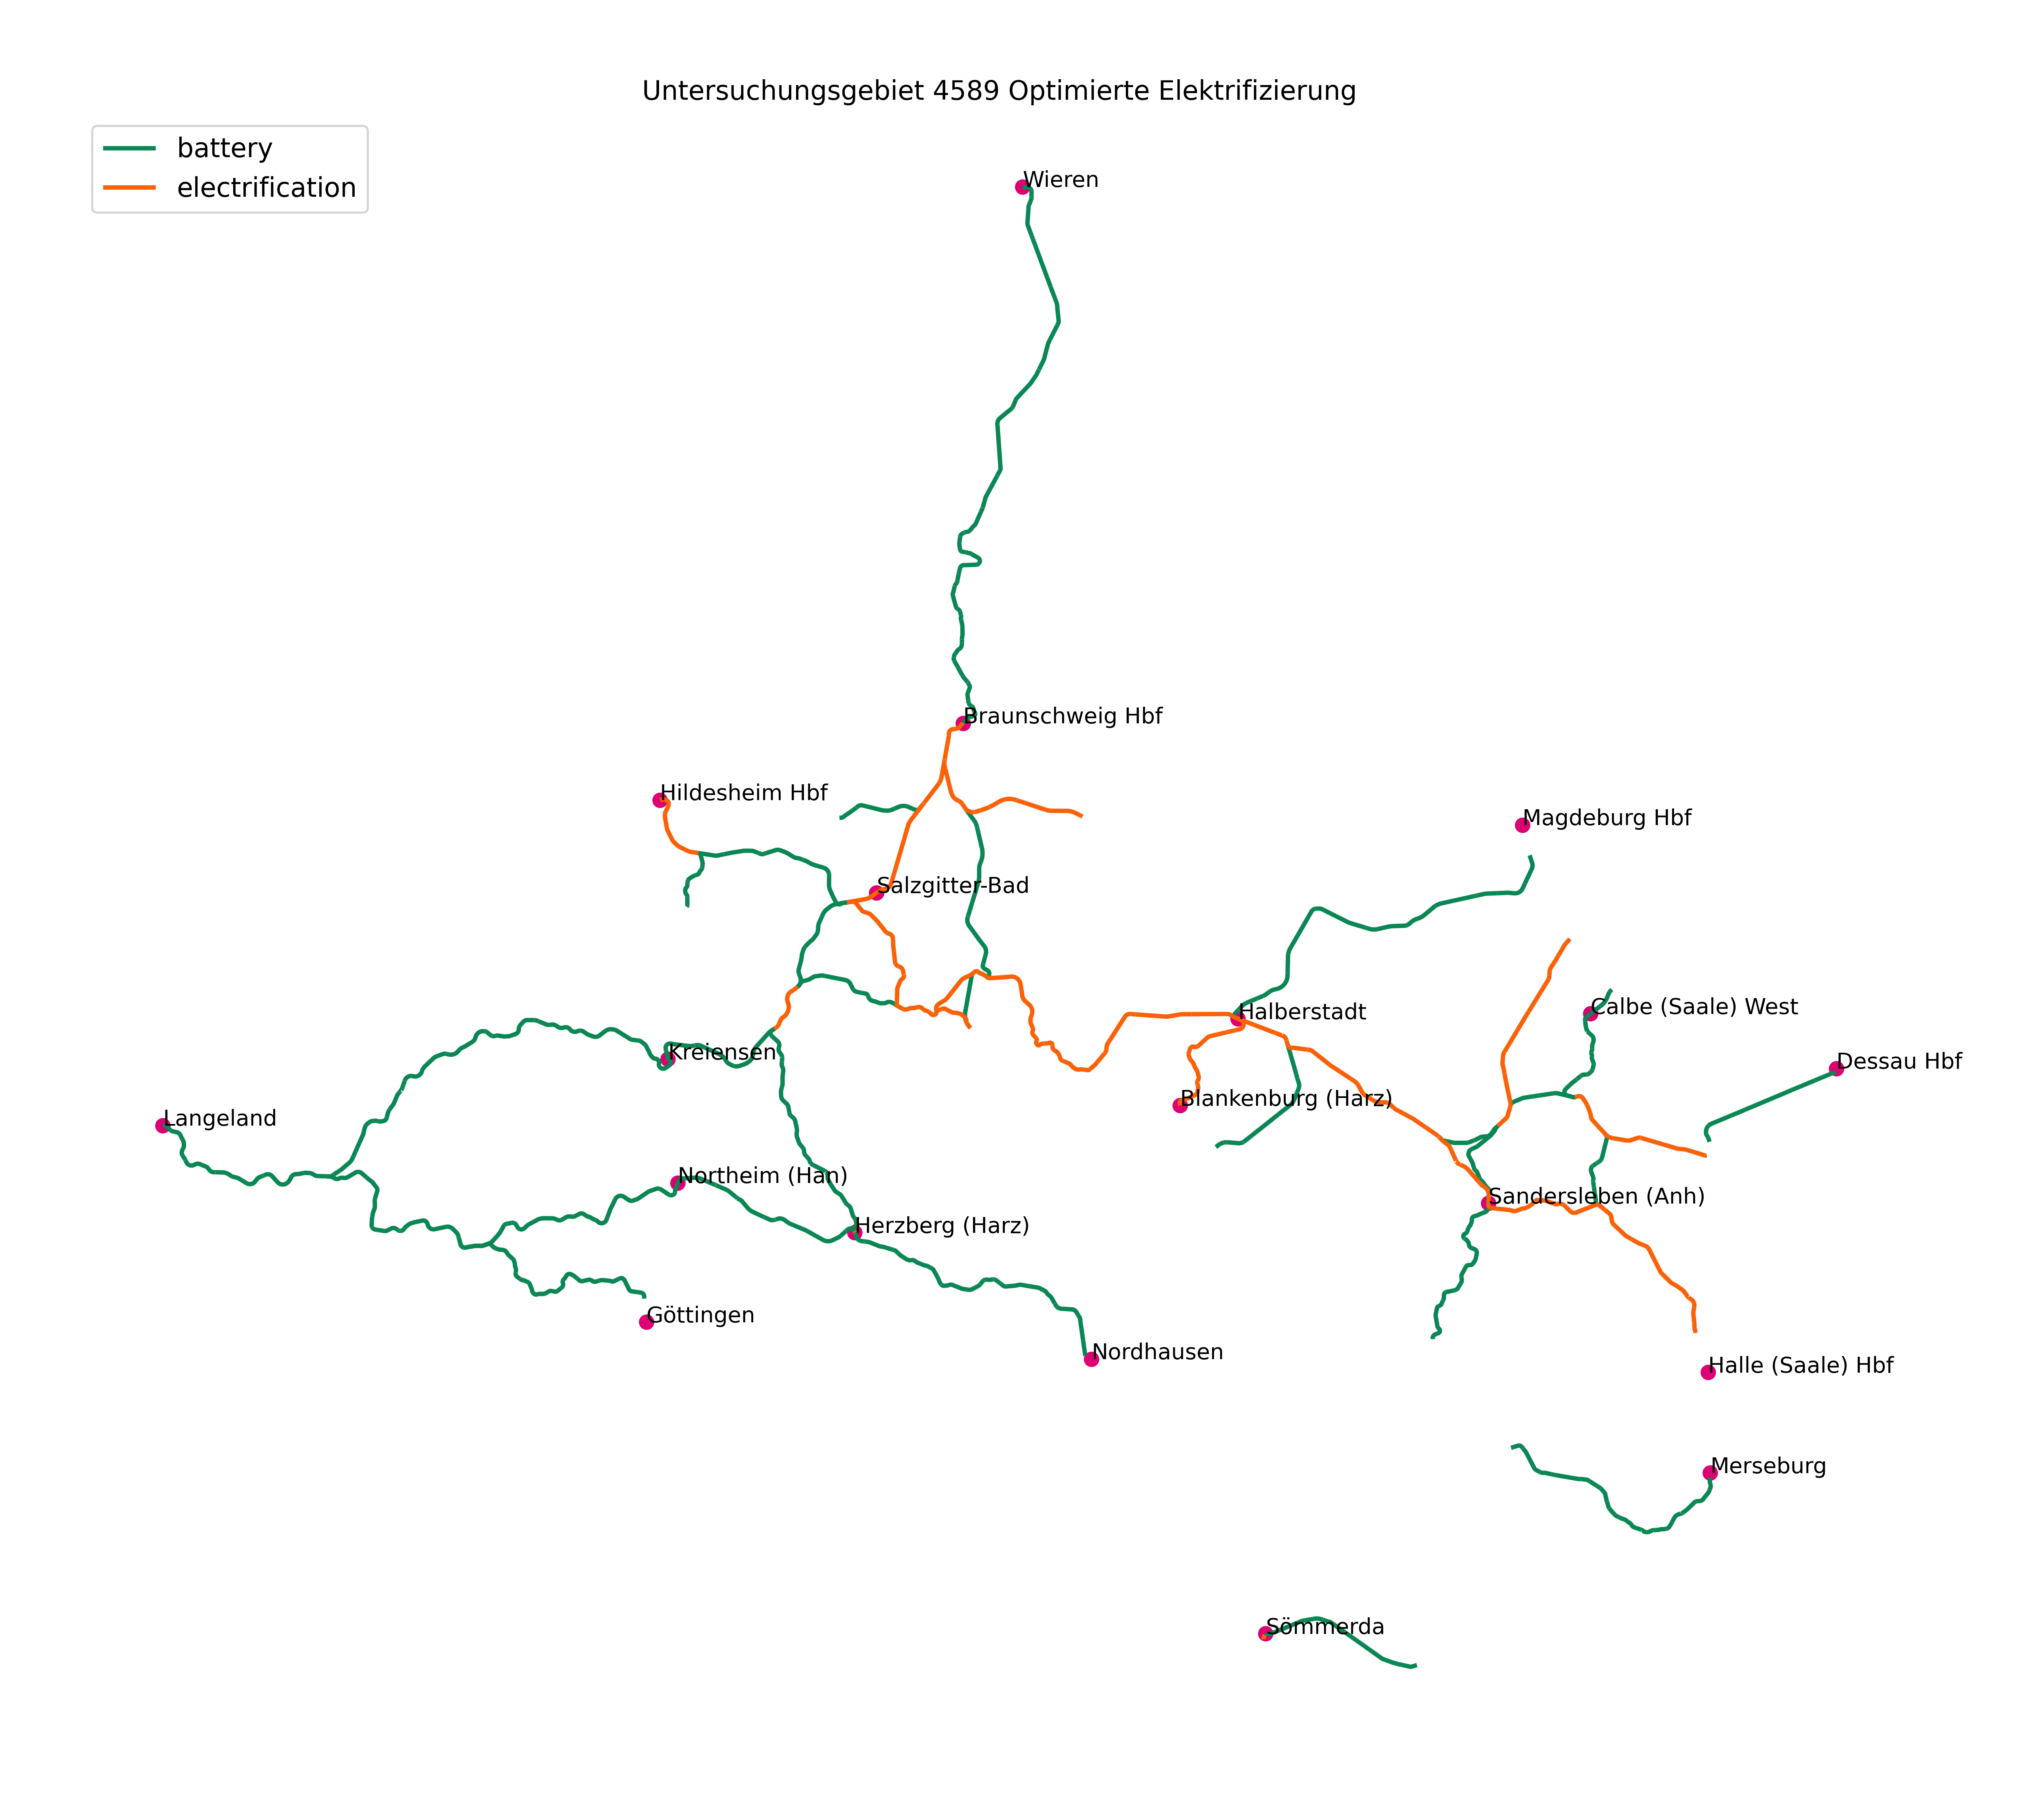 Untersuchungsgebiet 4589 Optimierte Elektrifizierung
battery
electrification
Wieren
Braunschweig Hbf
Hildesheim Hbf
Magdeburg Hbf
Salzgitter-Bad
Halberstadt
Calbe (Saale) West
Kreiensen
Dessau Hbf
Blankenburg (Harz)
Langeland
Northeim (Han)
Sandersleben (Anh)
Herzberg (Harz)
Göttingen
Nordhausen
Halle (Saale) Hbf
Merseburg
Sömmerda